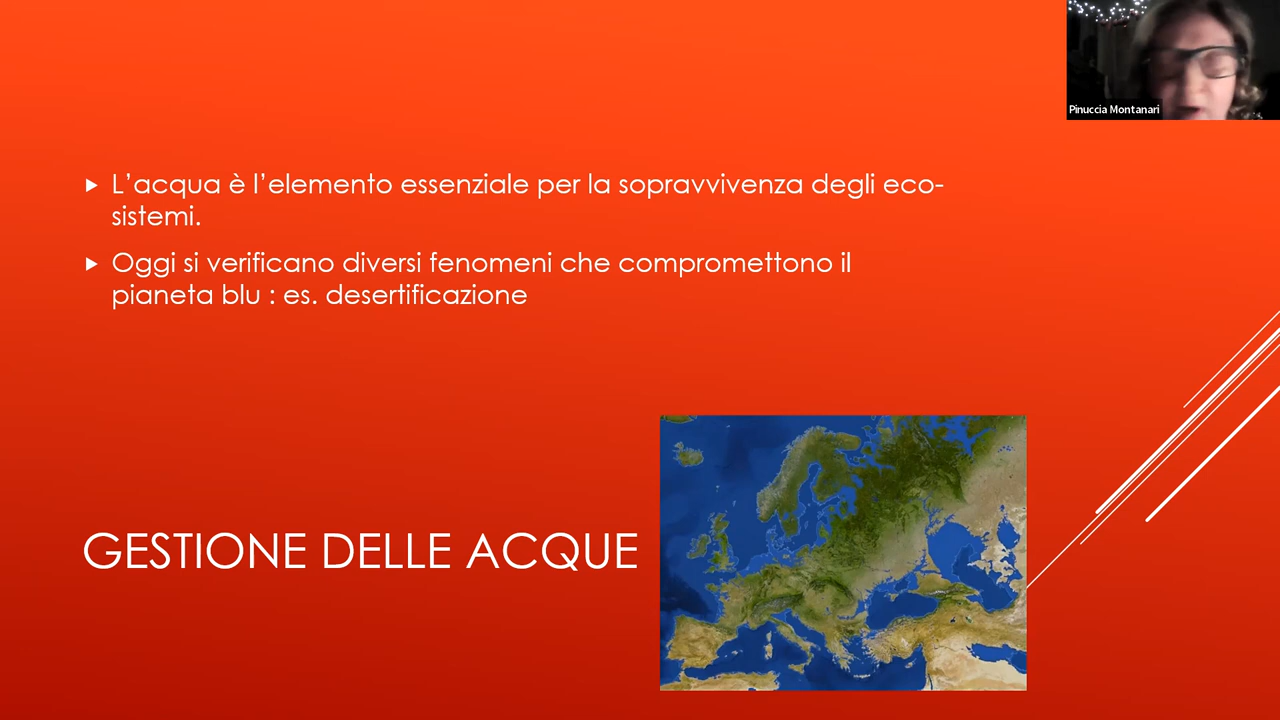 Pinuccia Montanari
L’acqua è l’elemento essenziale per la sopravvivenza degli eco-
sistemi.
Oggi si verificano diversi fenomeni che compromettono il
pianeta blu : es. desertificazione
GESTIONE DELLE ACQUE